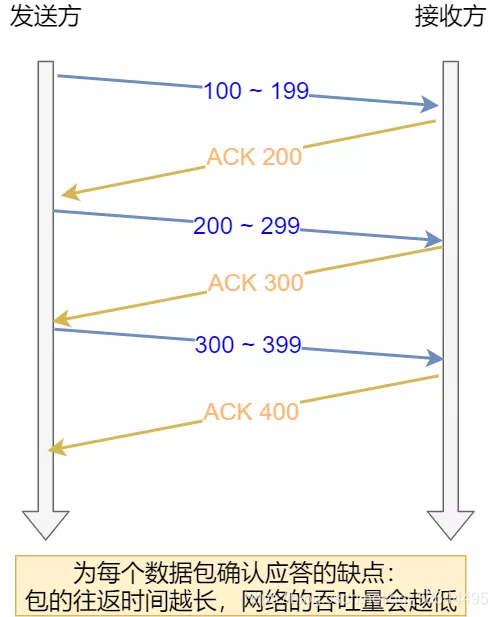 发送方
接收方
100 ~ 199
ACK 200
200 ~ 299
ACK 300
300 ~ 399
ACK 400
为每个数据包确认应答的缺点：
包的往返时间越长，网络的吞吐量会越低